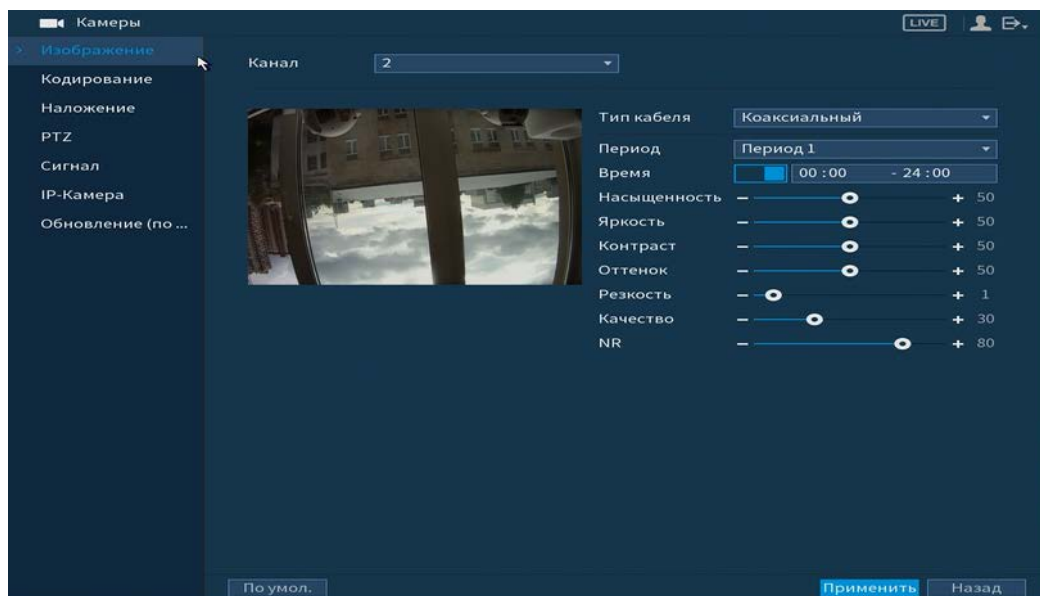 Камеры
LIVE
> Изображение
Кодирование
Наложение
PTZ
Сигнал
IP-Камера
Обновление (по ...
Канал 2
Тип кабеля Коаксиальный
Период Период 1
Время 00 : 00 - 24 : 00
Насыщенность 50
Яркость 50
Контраст 50
Оттенок 50
Резкость 1
Качество 30
NR 80
По умол.
Применить
Назад